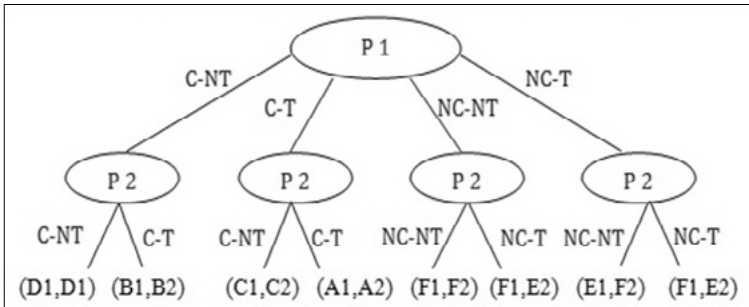 P 1
C-NT
C-T
NC-NT
NC-T
P 2
P 2
P 2
P 2
C-NT
C-T
C-NT
C-T
NC-NT
NC-T
NC-NT
NC-T
(D1,D1) (B1,B2) (C1,C2) (A1,A2) (F1,F2) (F1,E2) (E1,F2) (F1,E2)